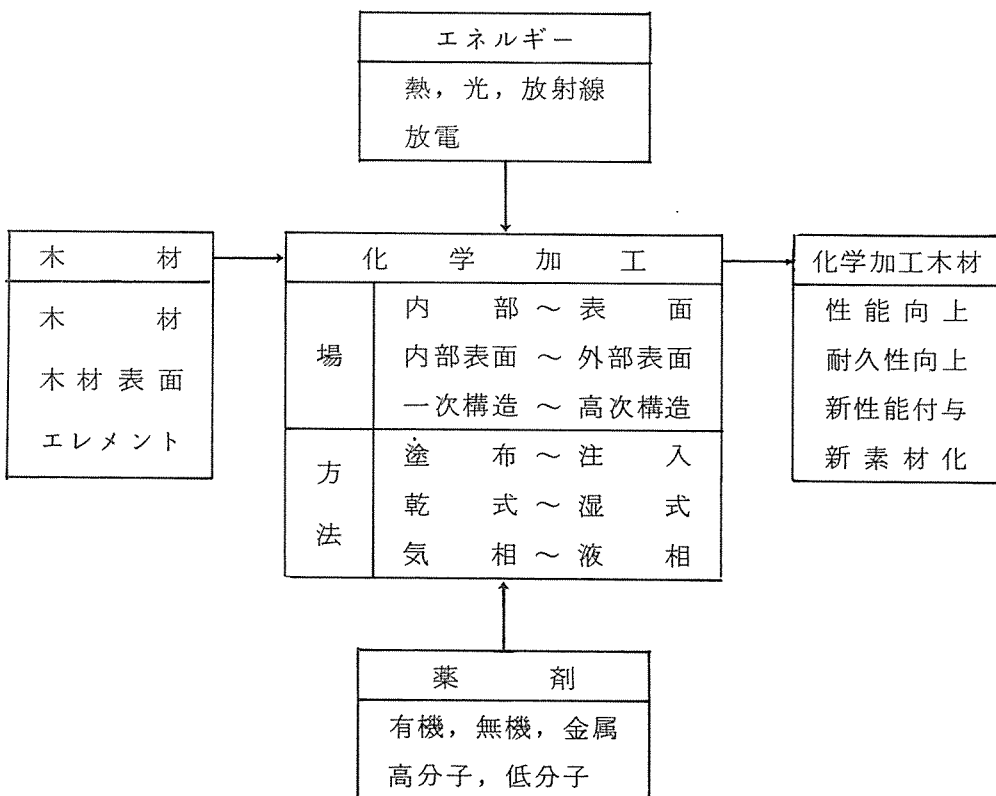 エネルギー
熱，光，放射線
放電
木材
木材
木材表面
エレメント
化学加工
場
内部～表面
内部表面～外部表面
一次構造～高次構造
方法
塗布～注入
乾式～湿式
気相～液相
化学加工木材
性能向上
耐久性向上
新性能付与
新素材化
薬剤
有機，無機，金属
高分子，低分子